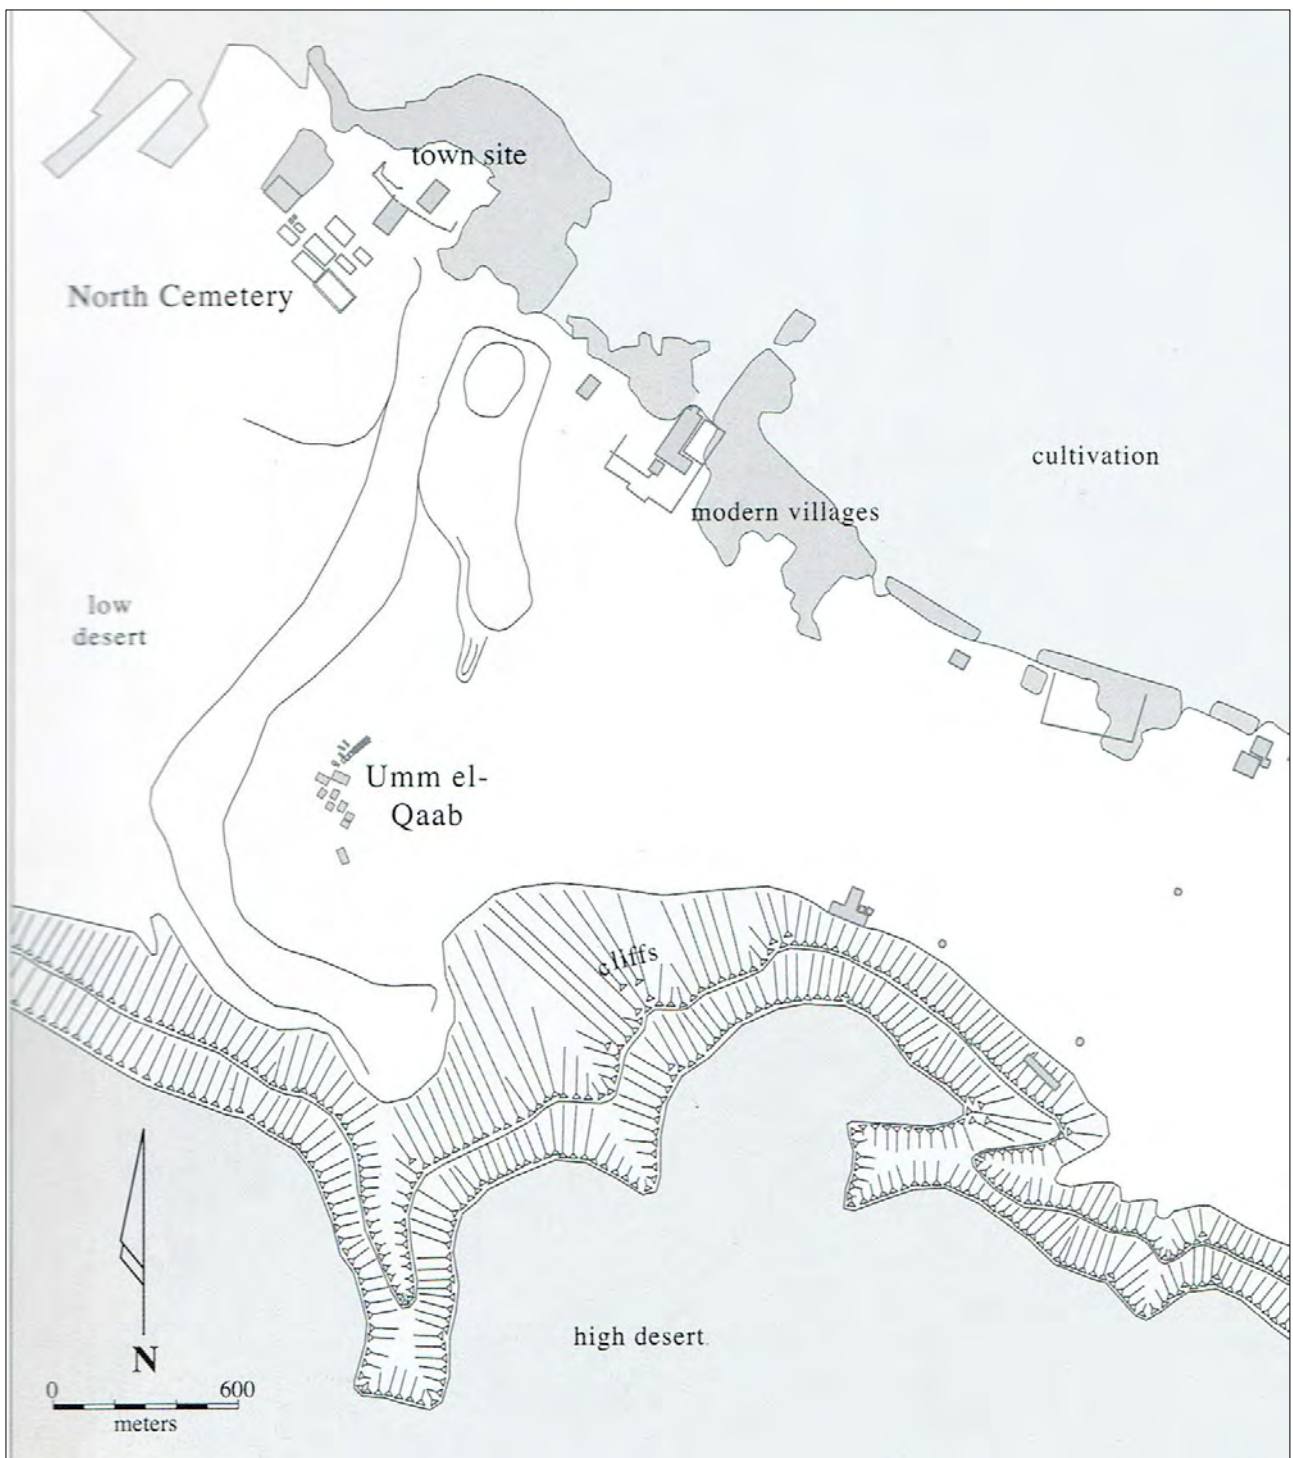 town site
North Cemetery
cultivation
modern villages
low
desert
Umm el-
Qaab
cliffs
high desert
N
0 600
meters